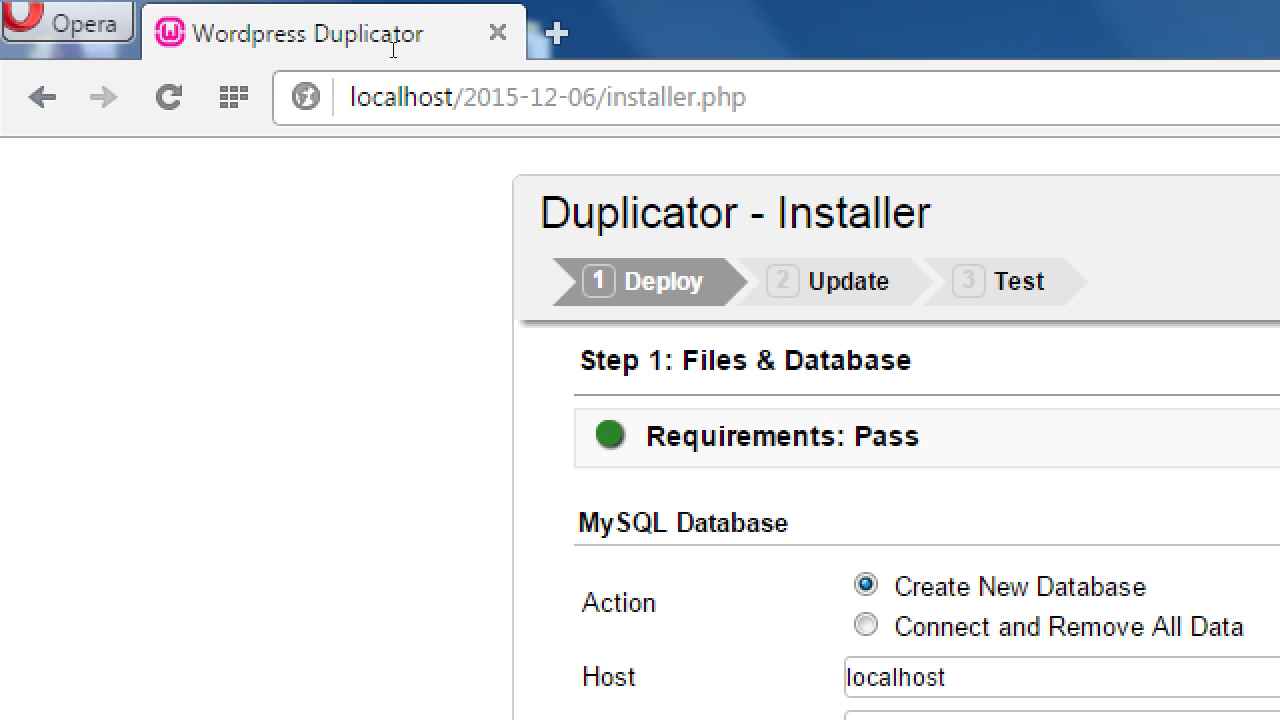 Opera
Wordpress Duplicator
localhost/2015-12-06/installer.php
Duplicator - Installer
1 Deploy 2 Update 3 Test
Step 1: Files & Database
Requirements: Pass
MySQL Database
Action
Create New Database
Connect and Remove All Data
Host localhost